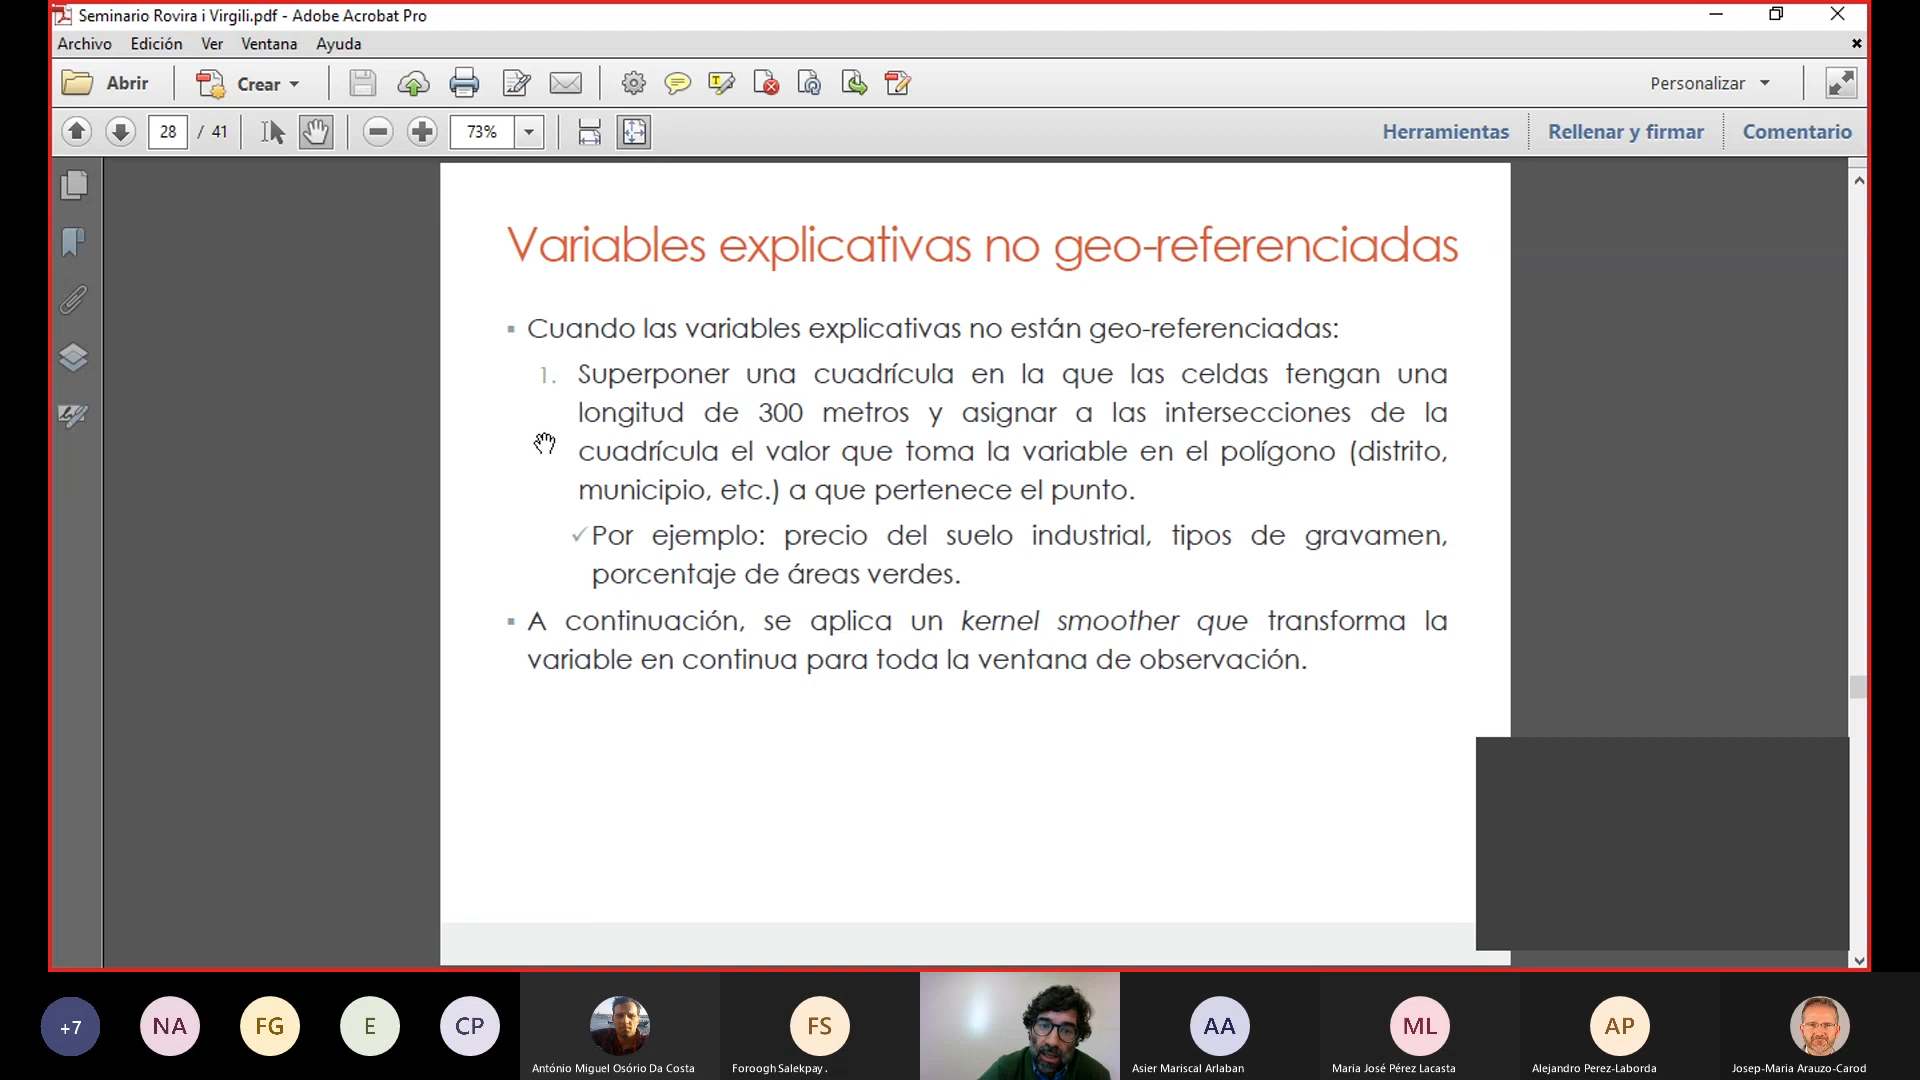 Seminario Rovira i Virgili.pdf - Adobe Acrobat Pro
Archivo Edición Ver Ventana Ayuda
Abrir Crear Personalizar
28 / 41 73% Herramientas Rellenar y firmar Comentario
Variables explicativas no geo-referenciadas
▪ Cuando las variables explicativas no están geo-referenciadas:
1. Superponer una cuadrícula en la que las celdas tengan una
longitud de 300 metros y asignar a las intersecciones de la
cuadrícula el valor que toma la variable en el polígono (distrito,
municipio, etc.) a que pertenece el punto.
✓Por ejemplo: precio del suelo industrial, tipos de gravamen,
porcentaje de áreas verdes.
▪ A continuación, se aplica un kernel smoother que transforma la
variable en continua para toda la ventana de observación.
+7 NA FG E CP FS AA ML AP
António Miguel Osório Da Costa Foroogh Salekpay . Asier Mariscal Arlaban Maria José Pérez Lacasta Alejandro Perez-Laborda Josep-Maria Arauzo-Carod